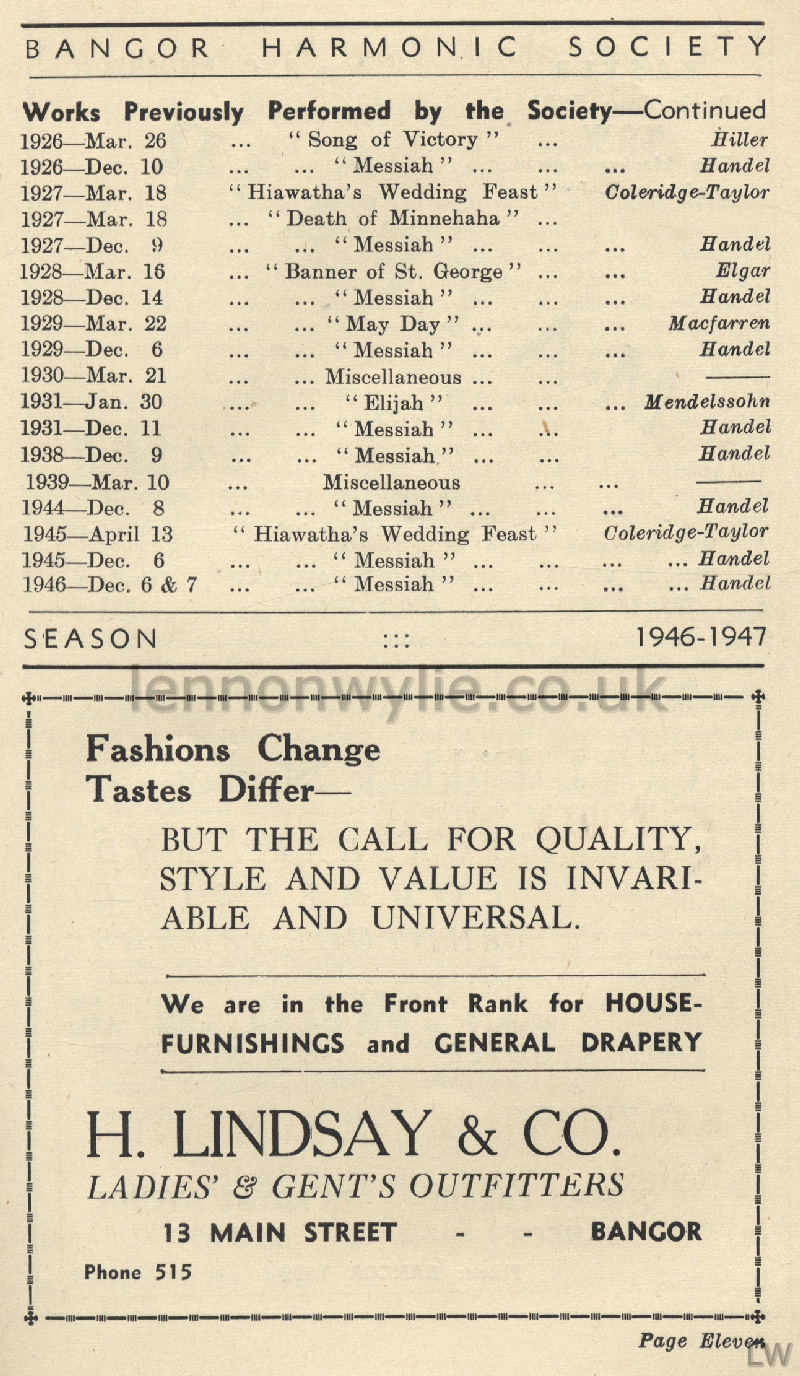 BANGOR HARMONIC SOCIETY
Works Previously Performed by the Society—Continued
1926—Mar. 26 ... "Song of Victory" ... Hiller
1926—Dec. 10 ... ... "Messiah" ... ... ... Handel
1927—Mar. 18 "Hiawatha's Wedding Feast" Coleridge-Taylor
1927—Mar. 18 ... "Death of Minnehaha" ...
1927—Dec. 9 ... ... "Messiah" ... ... ... Handel
1928—Mar. 16 ... "Banner of St. George" ... ... Elgar
1928—Dec. 14 ... ... "Messiah" ... ... ... Handel
1929—Mar. 22 ... ... "May Day" ... ... ... Macfarren
1929—Dec. 6 ... ... "Messiah" ... ... ... Handel
1930—Mar. 21 ... ... Miscellaneous ... ... ——
1931—Jan. 30 ... ... "Elijah" ... ... ... Mendelssohn
1931—Dec. 11 ... ... "Messiah" ... ... Handel
1938—Dec. 9 ... ... "Messiah" ... ... Handel
1939—Mar. 10 ... Miscellaneous ... ... ——
1944—Dec. 8 ... ... "Messiah" ... ... ... Handel
1945—April 13 "Hiawatha's Wedding Feast" Coleridge-Taylor
1945—Dec. 6 ... ... "Messiah" ... ... ... ... Handel
1946—Dec. 6 & 7 ... ... "Messiah" ... ... ... ... Handel
SEASON ::: 1946-1947
lennonwylie.co.uk
Fashions Change
Tastes Differ—
BUT THE CALL FOR QUALITY,
STYLE AND VALUE IS INVARI-
ABLE AND UNIVERSAL.
We are in the Front Rank for HOUSE-
FURNISHINGS and GENERAL DRAPERY
H. LINDSAY & CO.
LADIES' & GENT'S OUTFITTERS
13 MAIN STREET - - BANGOR
Phone 515
Page Eleven
LW